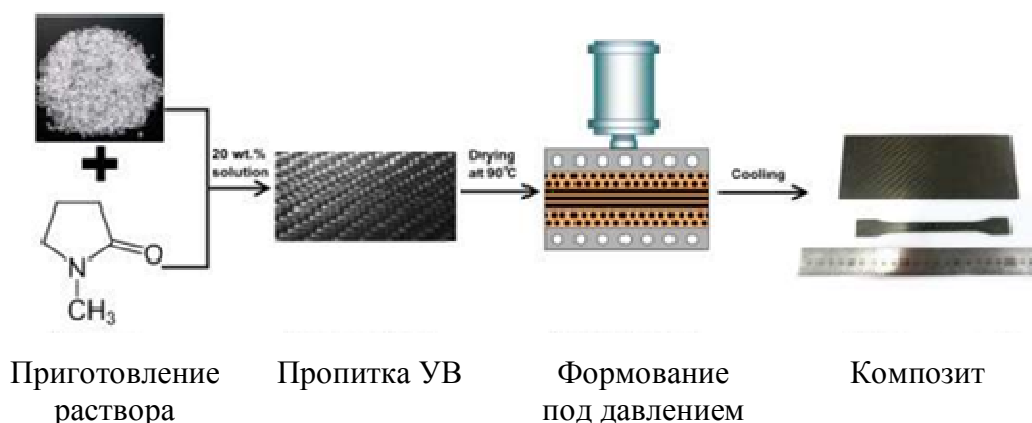 20 wt.%
solution
Drying
at 90°C
Cooling
O
N
CH3
Приготовление
раствора
Пропитка УВ
Формование
под давлением
Композит